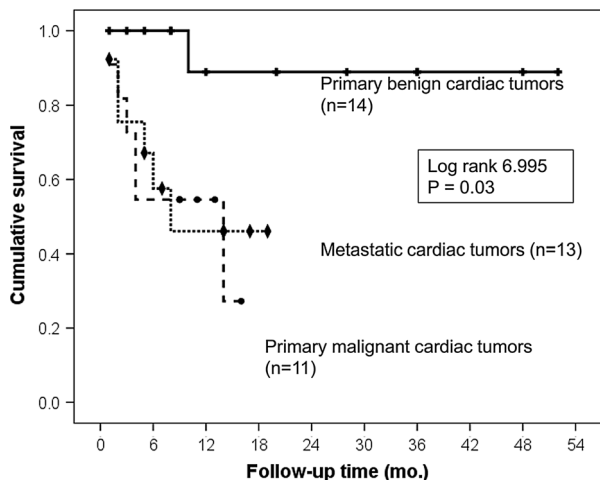 1.0
0.8
0.6
0.4
0.2
0.0
Cumulative survival
Primary benign cardiac tumors
(n=14)
Log rank 6.995
P = 0.03
Metastatic cardiac tumors (n=13)
Primary malignant cardiac tumors
(n=11)
0 6 12 18 24 30 36 42 48 54
Follow-up time (mo.)